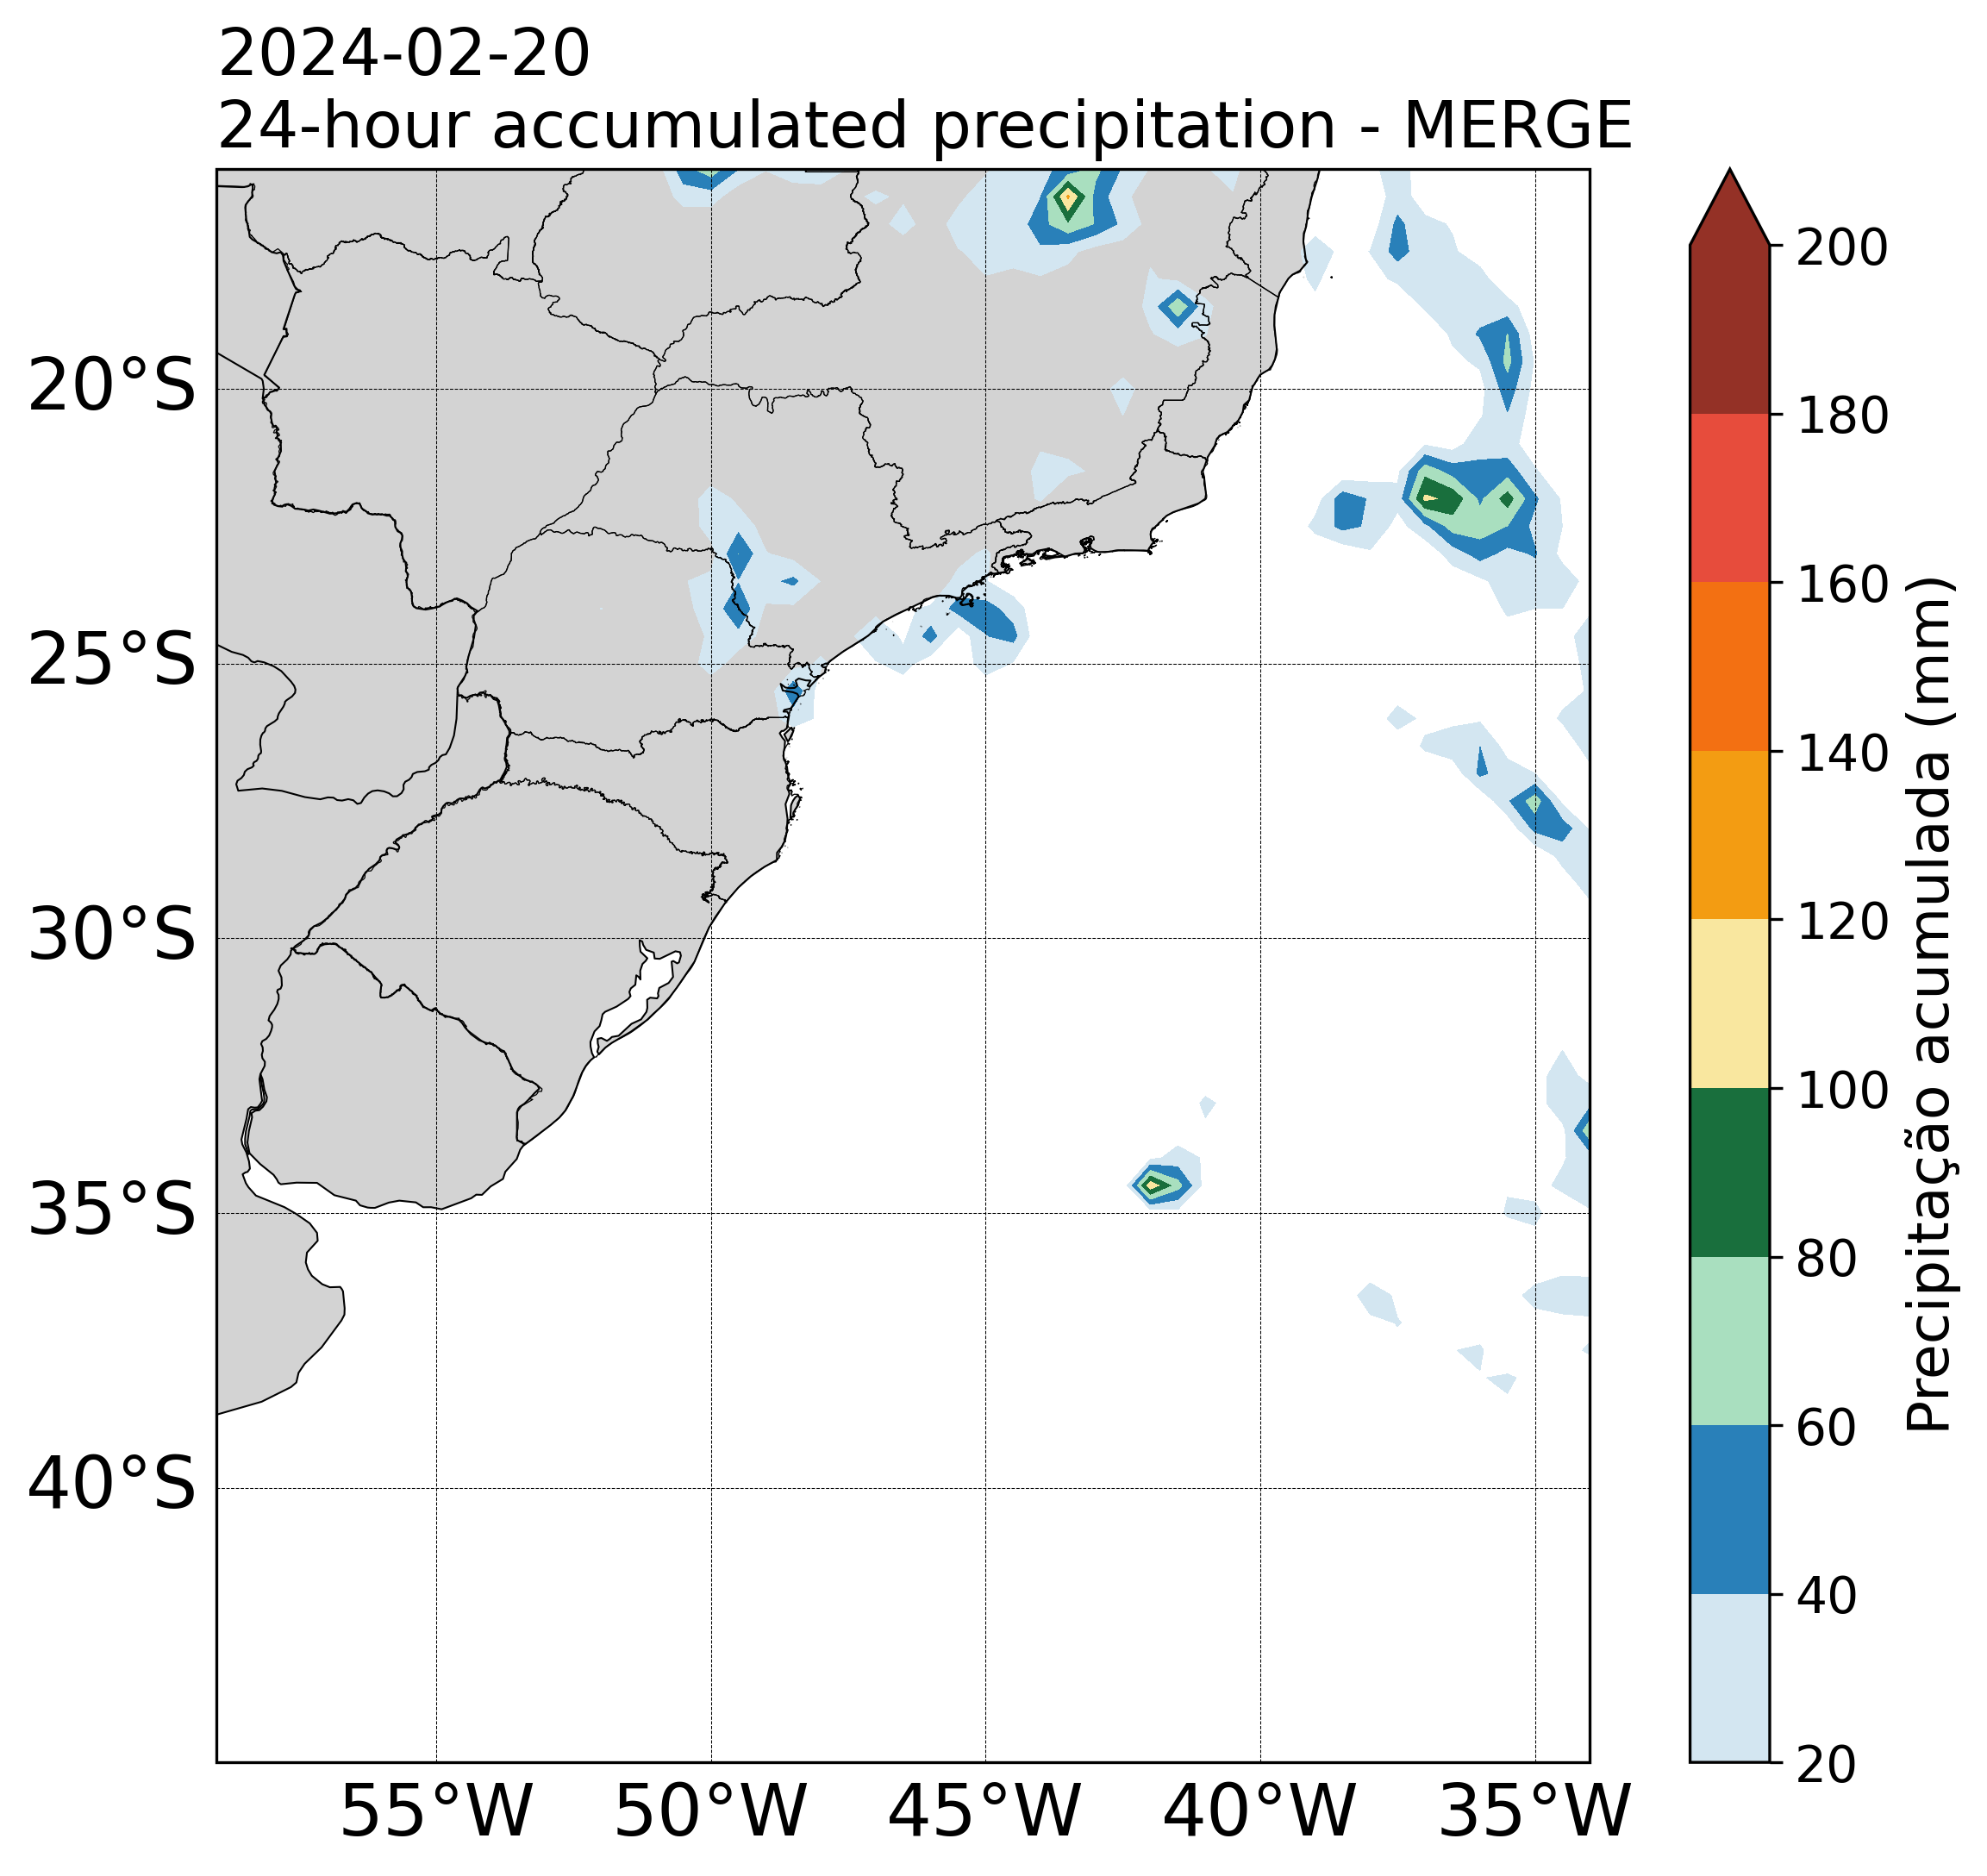 2024-02-20
24-hour accumulated precipitation - MERGE
20°S
25°S
30°S
35°S
40°S
55°W
50°W
45°W
40°W
35°W
200
180
160
140
120
100
80
60
40
20
Precipitação acumulada (mm)